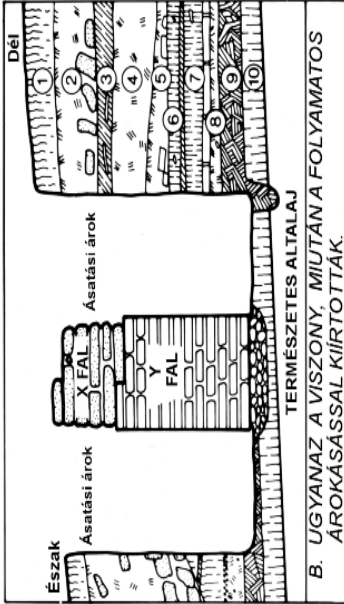 Észak
Dél
Ásatási árok
X FAL
Y
FAL
Ásatási árok
1
2
3
4
5
6
7
8
9
10
TERMÉSZETES ALTALAJ
B. UGYANAZ A VISZONY, MIUTÁN A FOLYAMATOS
ÁROKÁSÁSSAL KIÍRTOTTÁK.